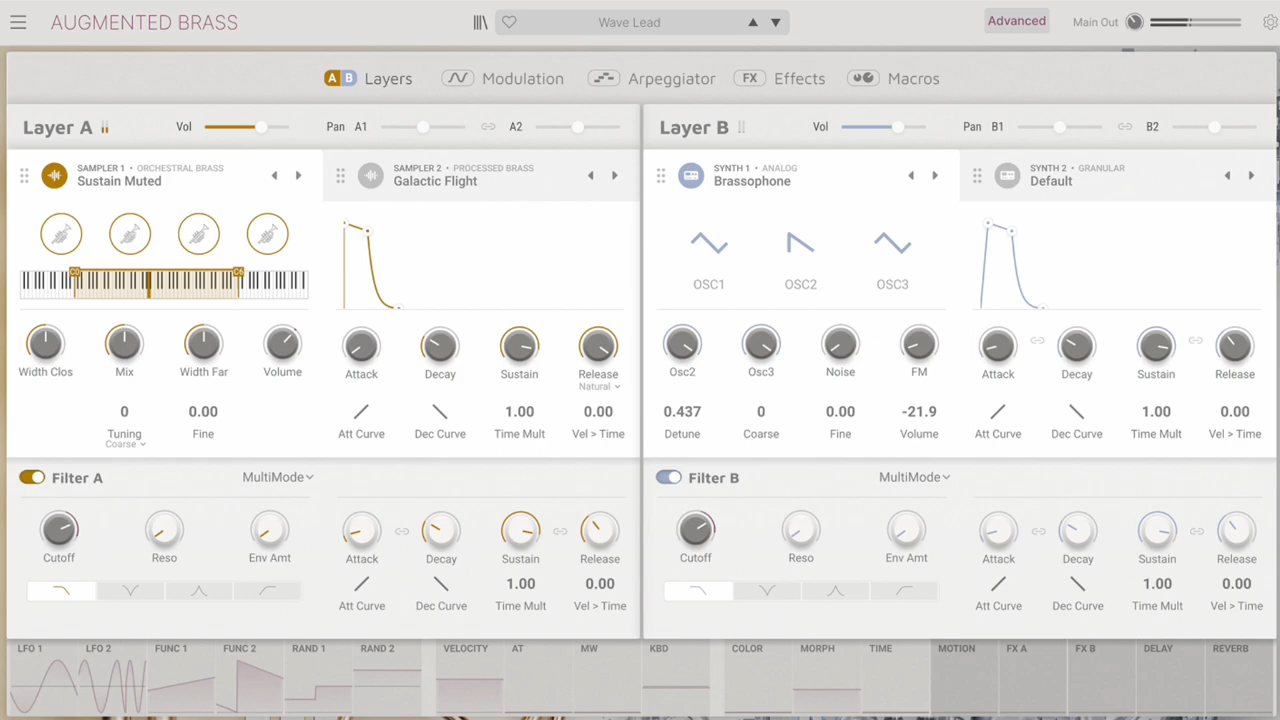 AUGMENTED BRASS
Wave Lead
Advanced
Main Out
A B Layers
Modulation
Arpeggiator
FX Effects
Macros
Layer A
Vol
Pan A1
A2
Layer B
Vol
Pan B1
B2
SAMPLER 1 • ORCHESTRAL BRASS
Sustain Muted
SAMPLER 2 • PROCESSED BRASS
Galactic Flight
SYNTH 1 • ANALOG
Brassophone
SYNTH 2 • GRANULAR
Default
C0 C6
OSC1 OSC2 OSC3
Width Clos Mix Width Far Volume
Attack Decay Sustain Release
Natural
Osc2 Osc3 Noise FM
Attack Decay Sustain Release
0 0.00
Tuning Fine
Coarse
1.00 0.00
Att Curve Dec Curve Time Mult Vel > Time
0.437 0 0.00 -21.9
Detune Coarse Fine Volume
1.00 0.00
Att Curve Dec Curve Time Mult Vel > Time
Filter A
MultiMode
Filter B
MultiMode
Cutoff Reso Env Amt
Attack Decay Sustain Release
Cutoff Reso Env Amt
Attack Decay Sustain Release
1.00 0.00
Att Curve Dec Curve Time Mult Vel > Time
1.00 0.00
Att Curve Dec Curve Time Mult Vel > Time
LFO 1 LFO 2 FUNC 1 FUNC 2 RAND 1 RAND 2 VELOCITY AT MW KBD COLOR MORPH TIME MOTION FX A FX B DELAY REVERB